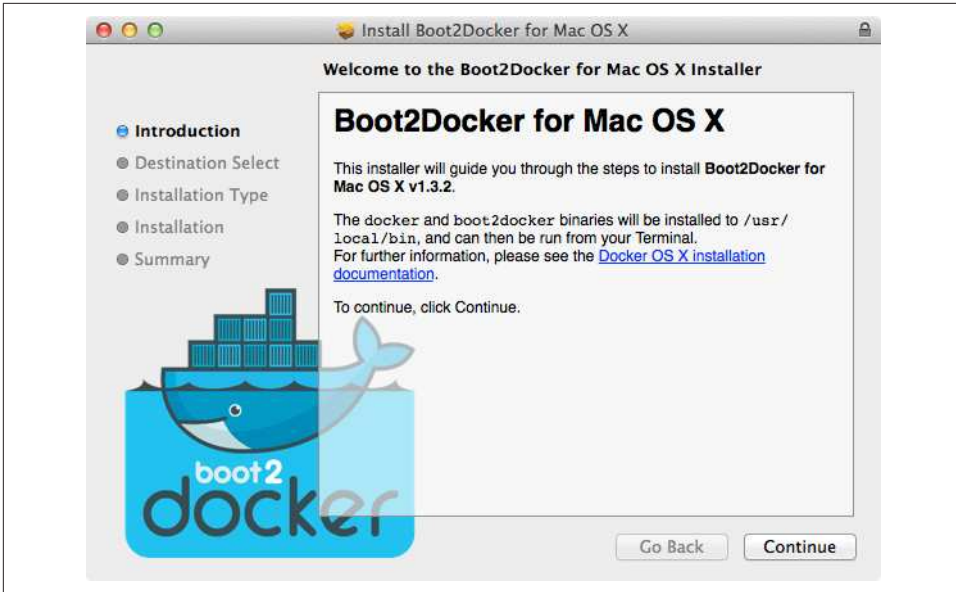 Install Boot2Docker for Mac OS X
Welcome to the Boot2Docker for Mac OS X Installer
Introduction
Destination Select
Installation Type
Installation
Summary
Boot2Docker for Mac OS X
This installer will guide you through the steps to install Boot2Docker for
Mac OS X v1.3.2.
The docker and boot2docker binaries will be installed to /usr/
local/bin, and can then be run from your Terminal.
For further information, please see the Docker OS X installation
documentation.
To continue, click Continue.
boot2
docker
Go Back
Continue